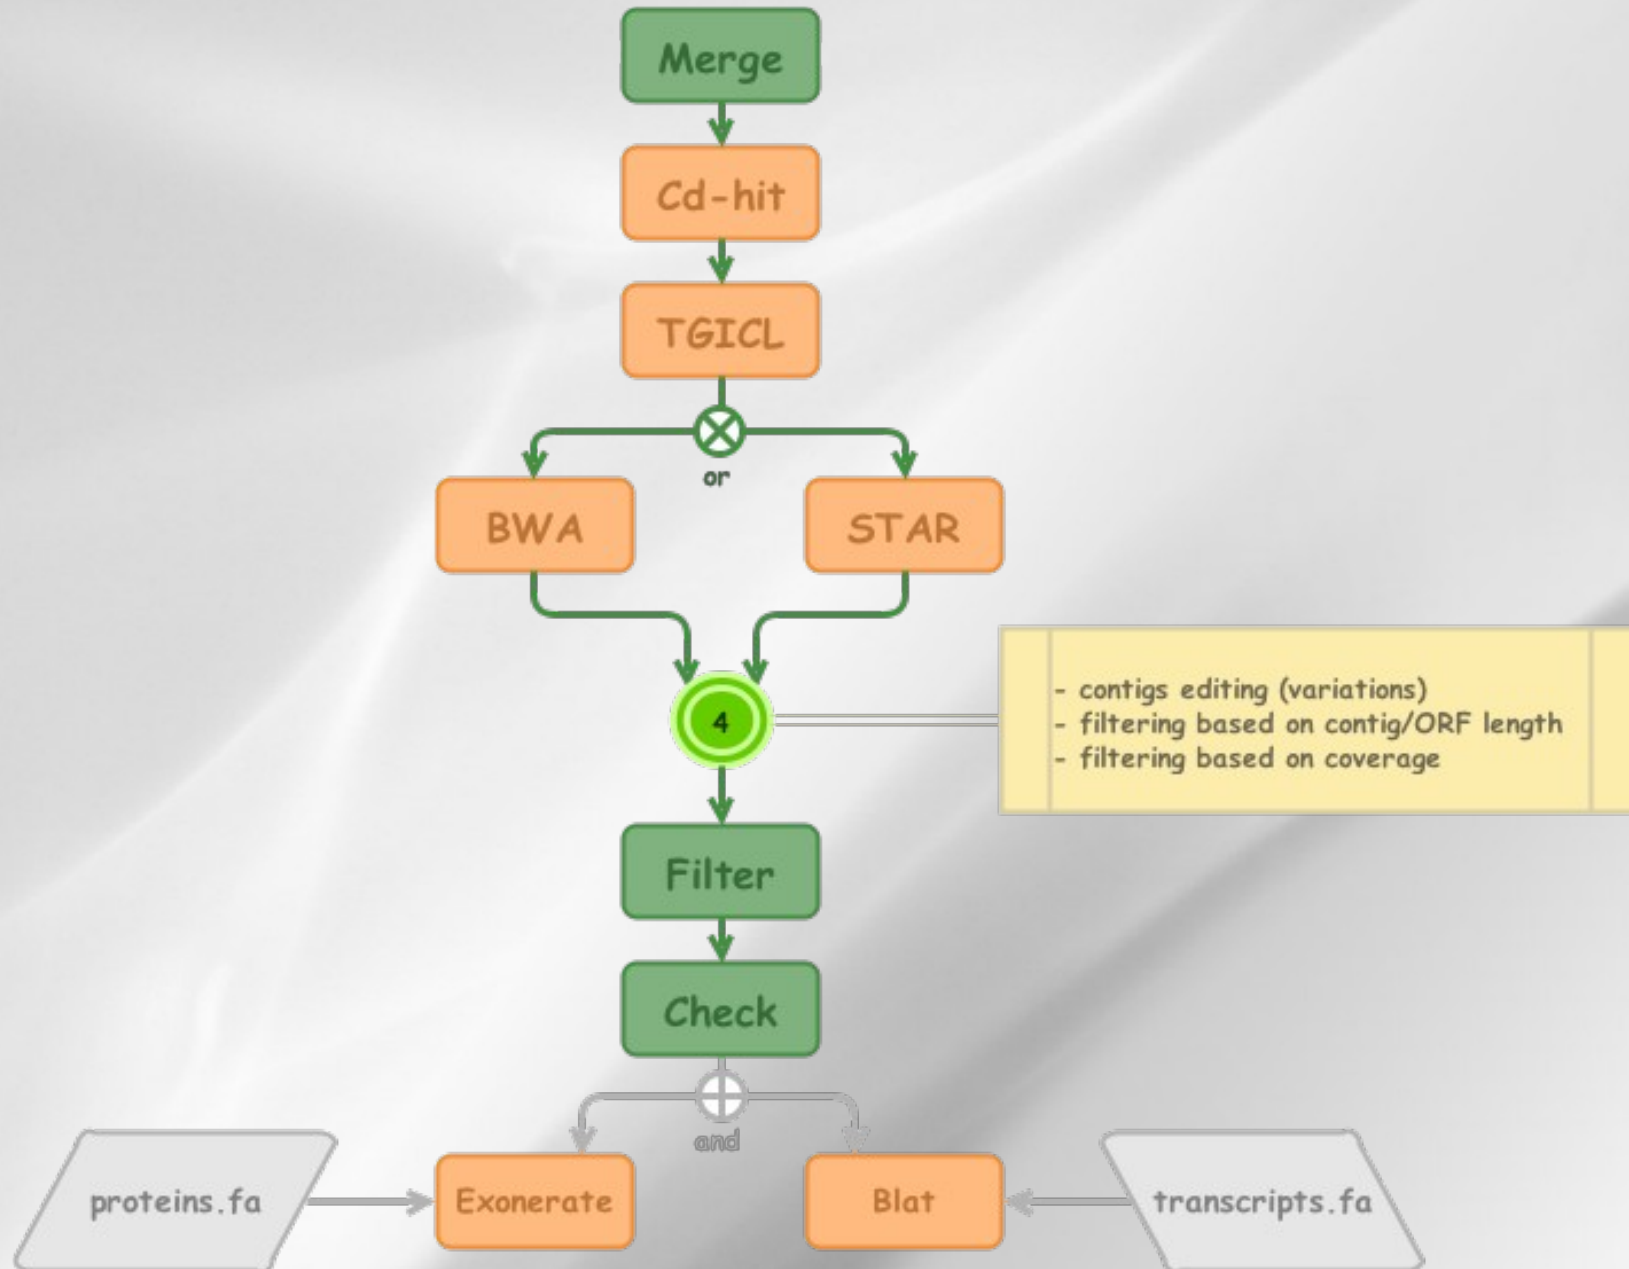 Merge
Cd-hit
TGICL
or
BWA
STAR
4
- contigs editing (variations)
- filtering based on contig/ORF length
- filtering based on coverage
Filter
Check
and
proteins.fa
Exonerate
Blat
transcripts.fa